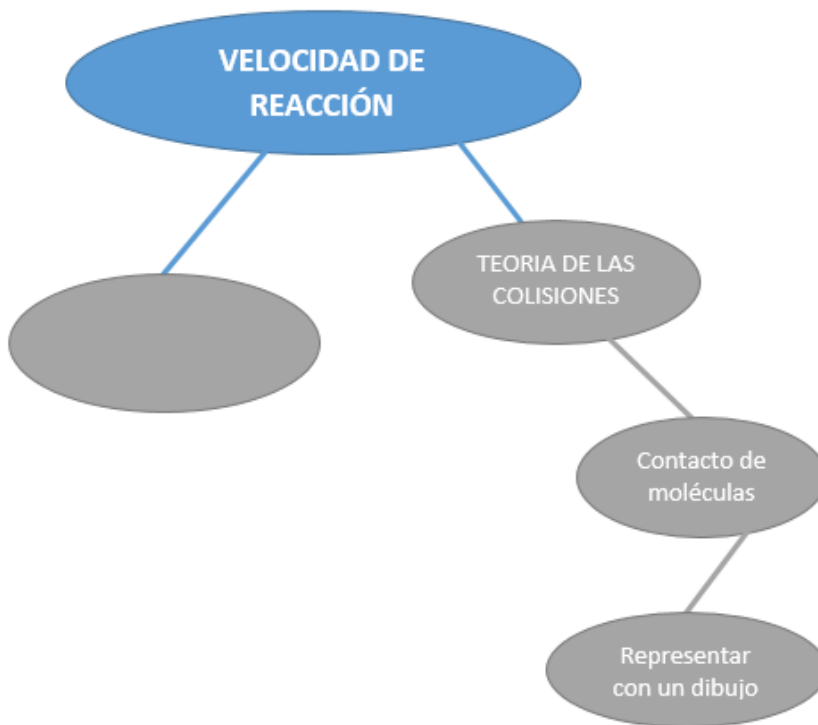 VELOCIDAD DE
REACCIÓN
TEORIA DE LAS
COLISIONES
Contacto de
moléculas
Representar
con un dibujo